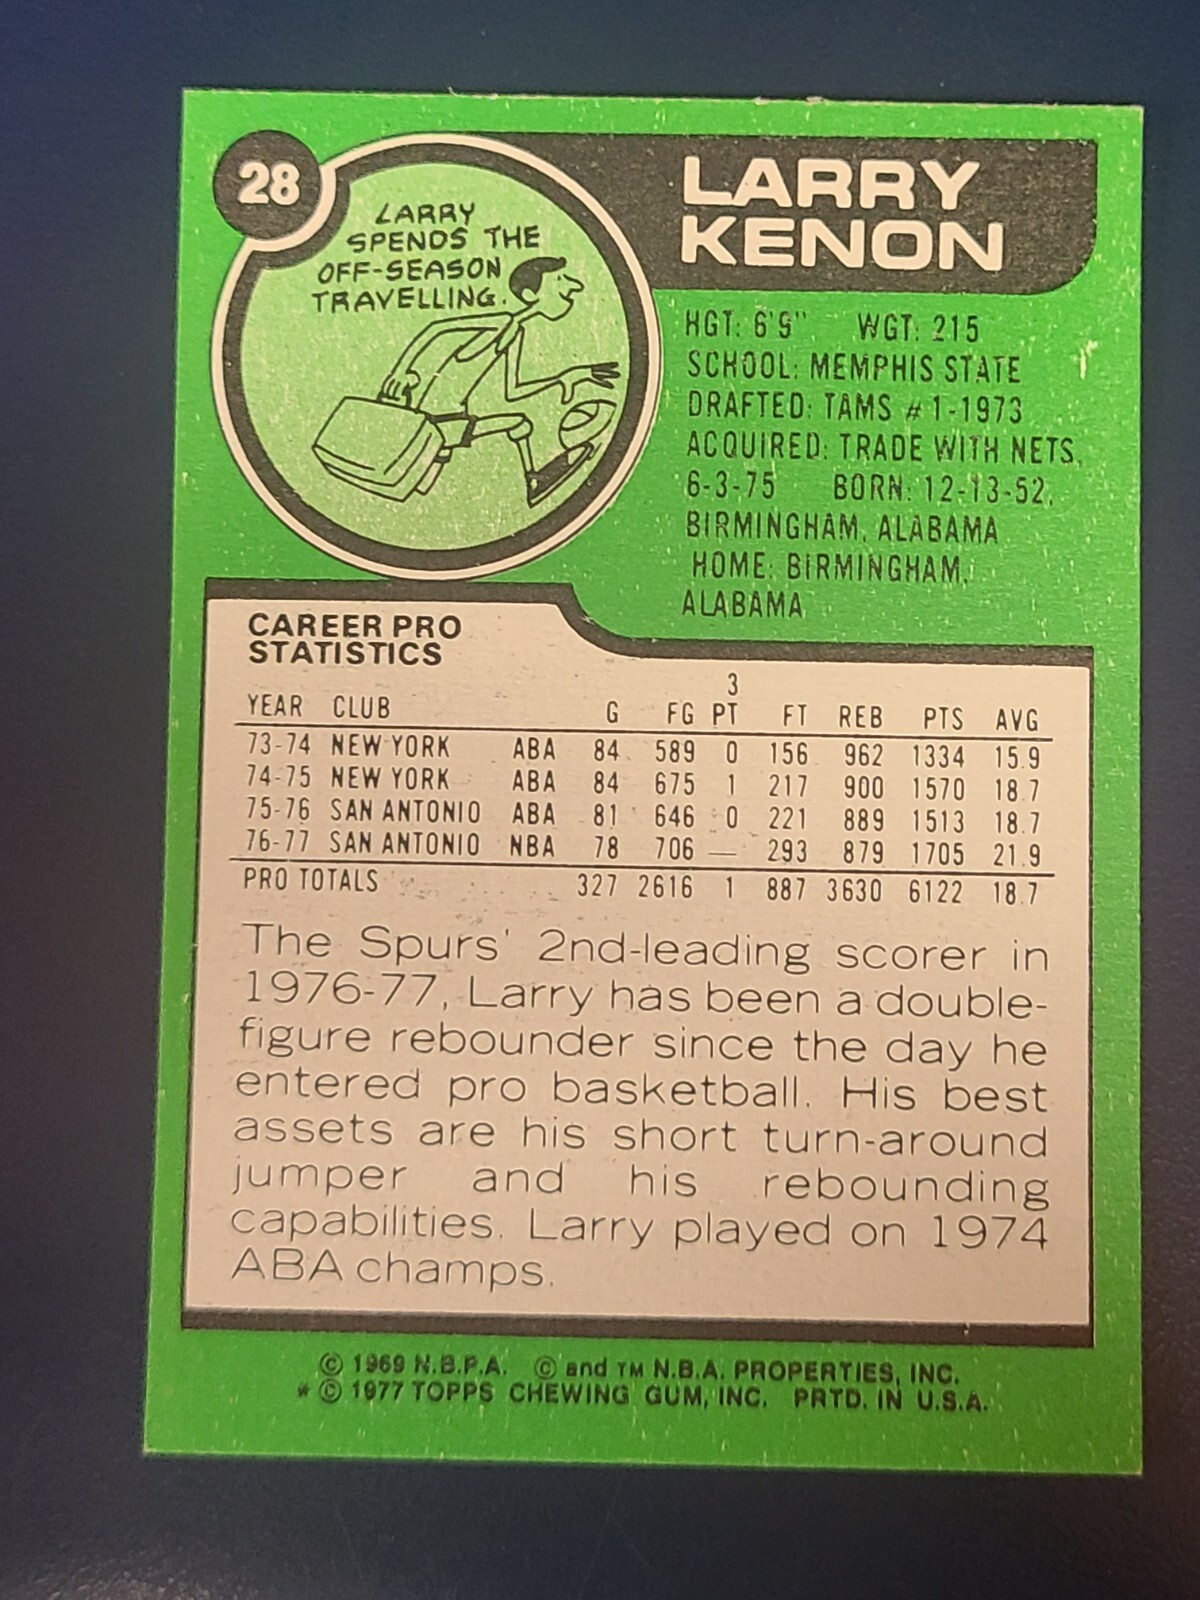 28
LARRY
KENON
LARRY
SPENDS THE
OFF-SEASON
TRAVELLING.
HGT: 6'9" WGT: 215
SCHOOL: MEMPHIS STATE
DRAFTED: TAMS #1-1973
ACQUIRED: TRADE WITH NETS,
6-3-75 BORN: 12-13-52,
BIRMINGHAM, ALABAMA
HOME: BIRMINGHAM,
ALABAMA
CAREER PRO
STATISTICS
3
YEAR CLUB G FG PT FT REB PTS AVG
73-74 NEW YORK ABA 84 589 0 156 962 1334 15.9
74-75 NEW YORK ABA 84 675 1 217 900 1570 18.7
75-76 SAN ANTONIO ABA 81 646 0 221 889 1513 18.7
76-77 SAN ANTONIO NBA 78 706 — 293 879 1705 21.9
PRO TOTALS 327 2616 1 887 3630 6122 18.7
The Spurs' 2nd-leading scorer in
1976-77, Larry has been a double-
figure rebounder since the day he
entered pro basketball. His best
assets are his short turn-around
jumper and his rebounding
capabilities. Larry played on 1974
ABA champs.
© 1969 N.B.P.A. © and TM N.B.A. PROPERTIES, INC.
* © 1977 TOPPS CHEWING GUM, INC. PRTD. IN U.S.A.